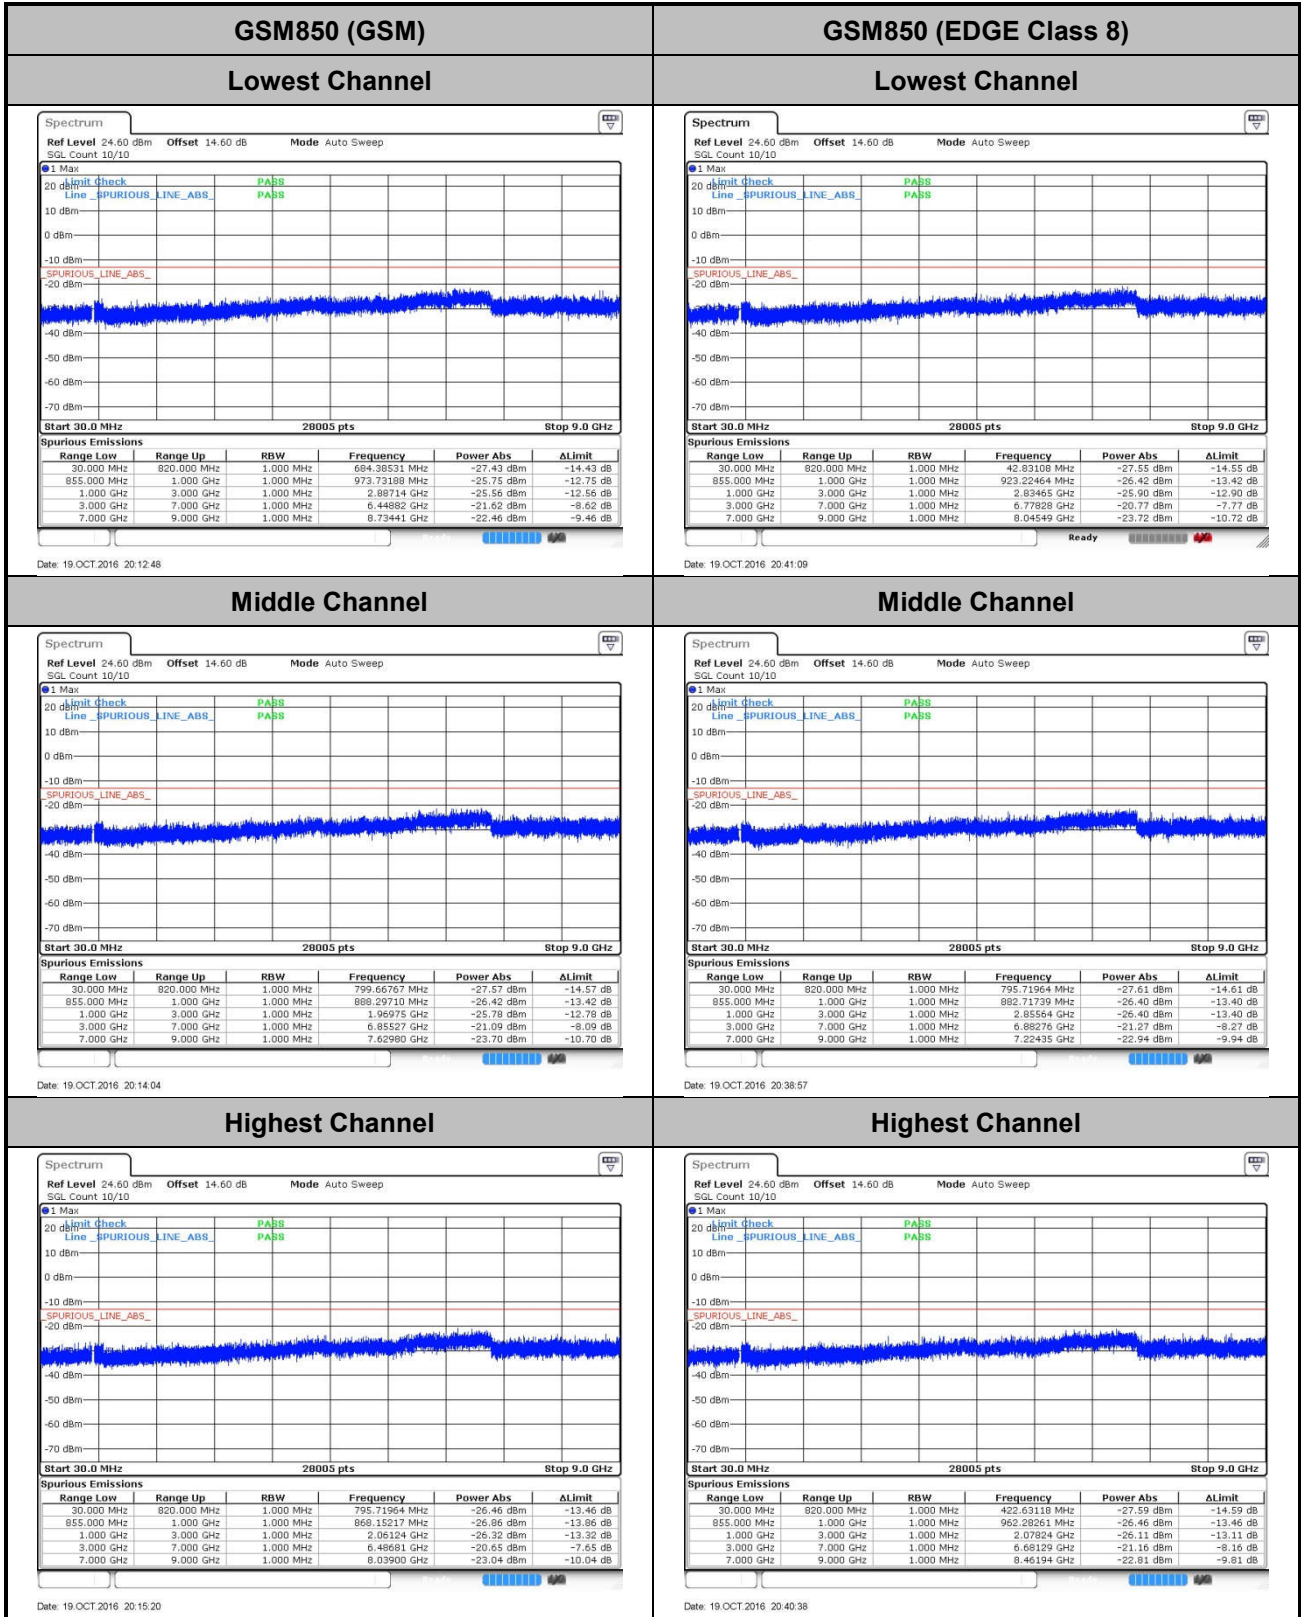 GSM850 (GSM) GSM850 (EDGE Class 8)
Lowest Channel Lowest Channel
Spectrum
Ref Level 24.60 dBm Offset 14.60 dB Mode Auto Sweep
SGL Count 10/10
1 Max
Limit Check PASS
20 dBm
Line _SPURIOUS_LINE_ABS_ PASS
10 dBm
0 dBm
-10 dBm
_SPURIOUS_LINE_ABS_
-20 dBm
-40 dBm
-50 dBm
-60 dBm
-70 dBm
Start 30.0 MHz 28005 pts Stop 9.0 GHz
Spurious Emissions
Range Low Range Up RBW Frequency Power Abs ΔLimit
30.000 MHz 820.000 MHz 1.000 MHz 684.38531 MHz -27.43 dBm -14.43 dB
855.000 MHz 1.000 GHz 1.000 MHz 973.73188 MHz -25.75 dBm -12.75 dB
1.000 GHz 3.000 GHz 1.000 MHz 2.88714 GHz -25.56 dBm -12.56 dB
3.000 GHz 7.000 GHz 1.000 MHz 6.44882 GHz -21.62 dBm -8.62 dB
7.000 GHz 9.000 GHz 1.000 MHz 8.73441 GHz -22.46 dBm -9.46 dB
Date: 19.OCT.2016 20:12:48
Spectrum
Ref Level 24.60 dBm Offset 14.60 dB Mode Auto Sweep
SGL Count 10/10
1 Max
Limit Check PASS
20 dBm
Line _SPURIOUS_LINE_ABS_ PASS
10 dBm
0 dBm
-10 dBm
_SPURIOUS_LINE_ABS_
-20 dBm
-40 dBm
-50 dBm
-60 dBm
-70 dBm
Start 30.0 MHz 28005 pts Stop 9.0 GHz
Spurious Emissions
Range Low Range Up RBW Frequency Power Abs ΔLimit
30.000 MHz 820.000 MHz 1.000 MHz 42.83108 MHz -27.55 dBm -14.55 dB
855.000 MHz 1.000 GHz 1.000 MHz 923.22464 MHz -26.42 dBm -13.42 dB
1.000 GHz 3.000 GHz 1.000 MHz 2.83465 GHz -25.90 dBm -12.90 dB
3.000 GHz 7.000 GHz 1.000 MHz 6.77828 GHz -20.77 dBm -7.77 dB
7.000 GHz 9.000 GHz 1.000 MHz 8.04549 GHz -23.72 dBm -10.72 dB
Ready
Date: 19.OCT.2016 20:41:09
Middle Channel Middle Channel
Spectrum
Ref Level 24.60 dBm Offset 14.60 dB Mode Auto Sweep
SGL Count 10/10
1 Max
Limit Check PASS
20 dBm
Line _SPURIOUS_LINE_ABS_ PASS
10 dBm
0 dBm
-10 dBm
_SPURIOUS_LINE_ABS_
-20 dBm
-40 dBm
-50 dBm
-60 dBm
-70 dBm
Start 30.0 MHz 28005 pts Stop 9.0 GHz
Spurious Emissions
Range Low Range Up RBW Frequency Power Abs ΔLimit
30.000 MHz 820.000 MHz 1.000 MHz 799.66767 MHz -27.57 dBm -14.57 dB
855.000 MHz 1.000 GHz 1.000 MHz 888.29710 MHz -26.42 dBm -13.42 dB
1.000 GHz 3.000 GHz 1.000 MHz 1.96975 GHz -25.78 dBm -12.78 dB
3.000 GHz 7.000 GHz 1.000 MHz 6.85527 GHz -21.09 dBm -8.09 dB
7.000 GHz 9.000 GHz 1.000 MHz 7.62980 GHz -23.70 dBm -10.70 dB
Date: 19.OCT.2016 20:14:04
Spectrum
Ref Level 24.60 dBm Offset 14.60 dB Mode Auto Sweep
SGL Count 10/10
1 Max
Limit Check PASS
20 dBm
Line _SPURIOUS_LINE_ABS_ PASS
10 dBm
0 dBm
-10 dBm
_SPURIOUS_LINE_ABS_
-20 dBm
-40 dBm
-50 dBm
-60 dBm
-70 dBm
Start 30.0 MHz 28005 pts Stop 9.0 GHz
Spurious Emissions
Range Low Range Up RBW Frequency Power Abs ΔLimit
30.000 MHz 820.000 MHz 1.000 MHz 795.71964 MHz -27.61 dBm -14.61 dB
855.000 MHz 1.000 GHz 1.000 MHz 882.71739 MHz -26.40 dBm -13.40 dB
1.000 GHz 3.000 GHz 1.000 MHz 2.85564 GHz -26.40 dBm -13.40 dB
3.000 GHz 7.000 GHz 1.000 MHz 6.88276 GHz -21.27 dBm -8.27 dB
7.000 GHz 9.000 GHz 1.000 MHz 7.22435 GHz -22.94 dBm -9.94 dB
Date: 19.OCT.2016 20:38:57
Highest Channel Highest Channel
Spectrum
Ref Level 24.60 dBm Offset 14.60 dB Mode Auto Sweep
SGL Count 10/10
1 Max
Limit Check PASS
20 dBm
Line _SPURIOUS_LINE_ABS_ PASS
10 dBm
0 dBm
-10 dBm
_SPURIOUS_LINE_ABS_
-20 dBm
-40 dBm
-50 dBm
-60 dBm
-70 dBm
Start 30.0 MHz 28005 pts Stop 9.0 GHz
Spurious Emissions
Range Low Range Up RBW Frequency Power Abs ΔLimit
30.000 MHz 820.000 MHz 1.000 MHz 795.71964 MHz -26.46 dBm -13.46 dB
855.000 MHz 1.000 GHz 1.000 MHz 868.15217 MHz -26.86 dBm -13.86 dB
1.000 GHz 3.000 GHz 1.000 MHz 2.06124 GHz -26.32 dBm -13.32 dB
3.000 GHz 7.000 GHz 1.000 MHz 6.48681 GHz -20.65 dBm -7.65 dB
7.000 GHz 9.000 GHz 1.000 MHz 8.03900 GHz -23.04 dBm -10.04 dB
Date: 19.OCT.2016 20:15:20
Spectrum
Ref Level 24.60 dBm Offset 14.60 dB Mode Auto Sweep
SGL Count 10/10
1 Max
Limit Check PASS
20 dBm
Line _SPURIOUS_LINE_ABS_ PASS
10 dBm
0 dBm
-10 dBm
_SPURIOUS_LINE_ABS_
-20 dBm
-40 dBm
-50 dBm
-60 dBm
-70 dBm
Start 30.0 MHz 28005 pts Stop 9.0 GHz
Spurious Emissions
Range Low Range Up RBW Frequency Power Abs ΔLimit
30.000 MHz 820.000 MHz 1.000 MHz 422.63118 MHz -27.59 dBm -14.59 dB
855.000 MHz 1.000 GHz 1.000 MHz 962.28261 MHz -26.46 dBm -13.46 dB
1.000 GHz 3.000 GHz 1.000 MHz 2.07824 GHz -26.11 dBm -13.11 dB
3.000 GHz 7.000 GHz 1.000 MHz 6.68129 GHz -21.16 dBm -8.16 dB
7.000 GHz 9.000 GHz 1.000 MHz 8.46194 GHz -22.81 dBm -9.81 dB
Date: 19.OCT.2016 20:40:38